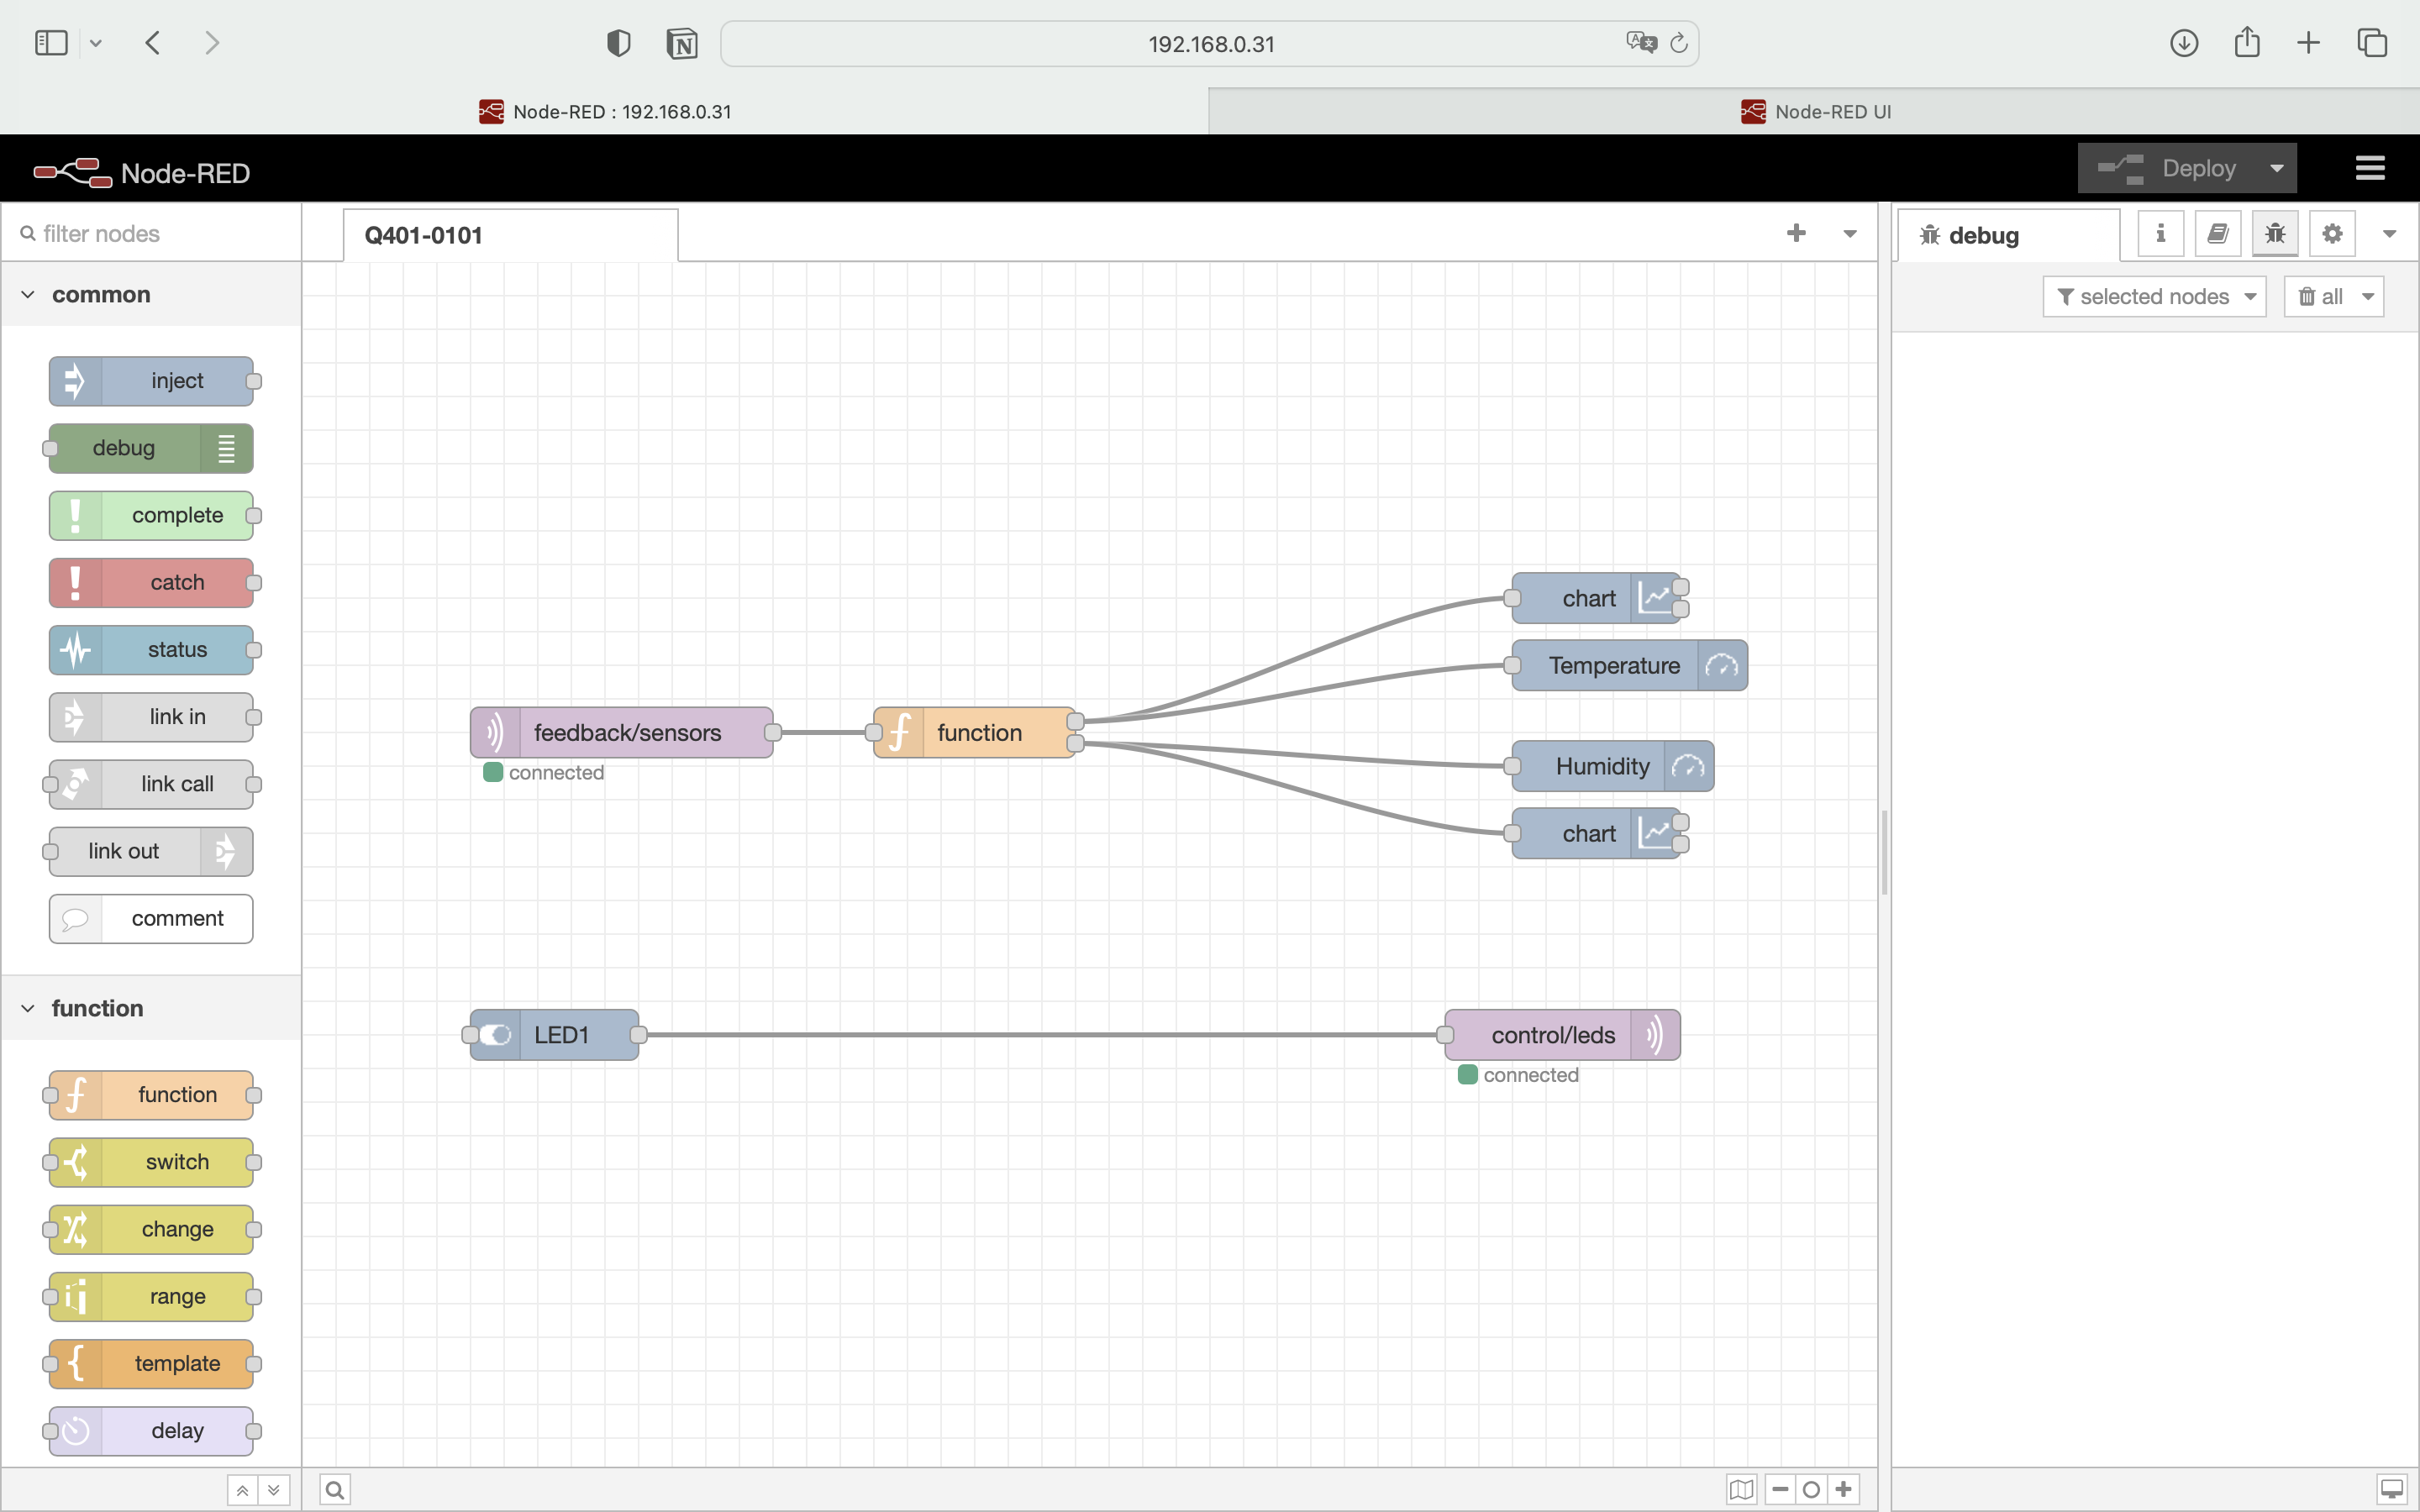 192.168.0.31
Node-RED : 192.168.0.31
Node-RED UI
Node-RED
Deploy
filter nodes
Q401-0101
debug
common
selected nodes
all
inject
debug
complete
catch
status
link in
link call
link out
comment
function
function
switch
change
range
template
delay
feedback/sensors
connected
function
chart
Temperature
Humidity
chart
LED1
control/leds
connected